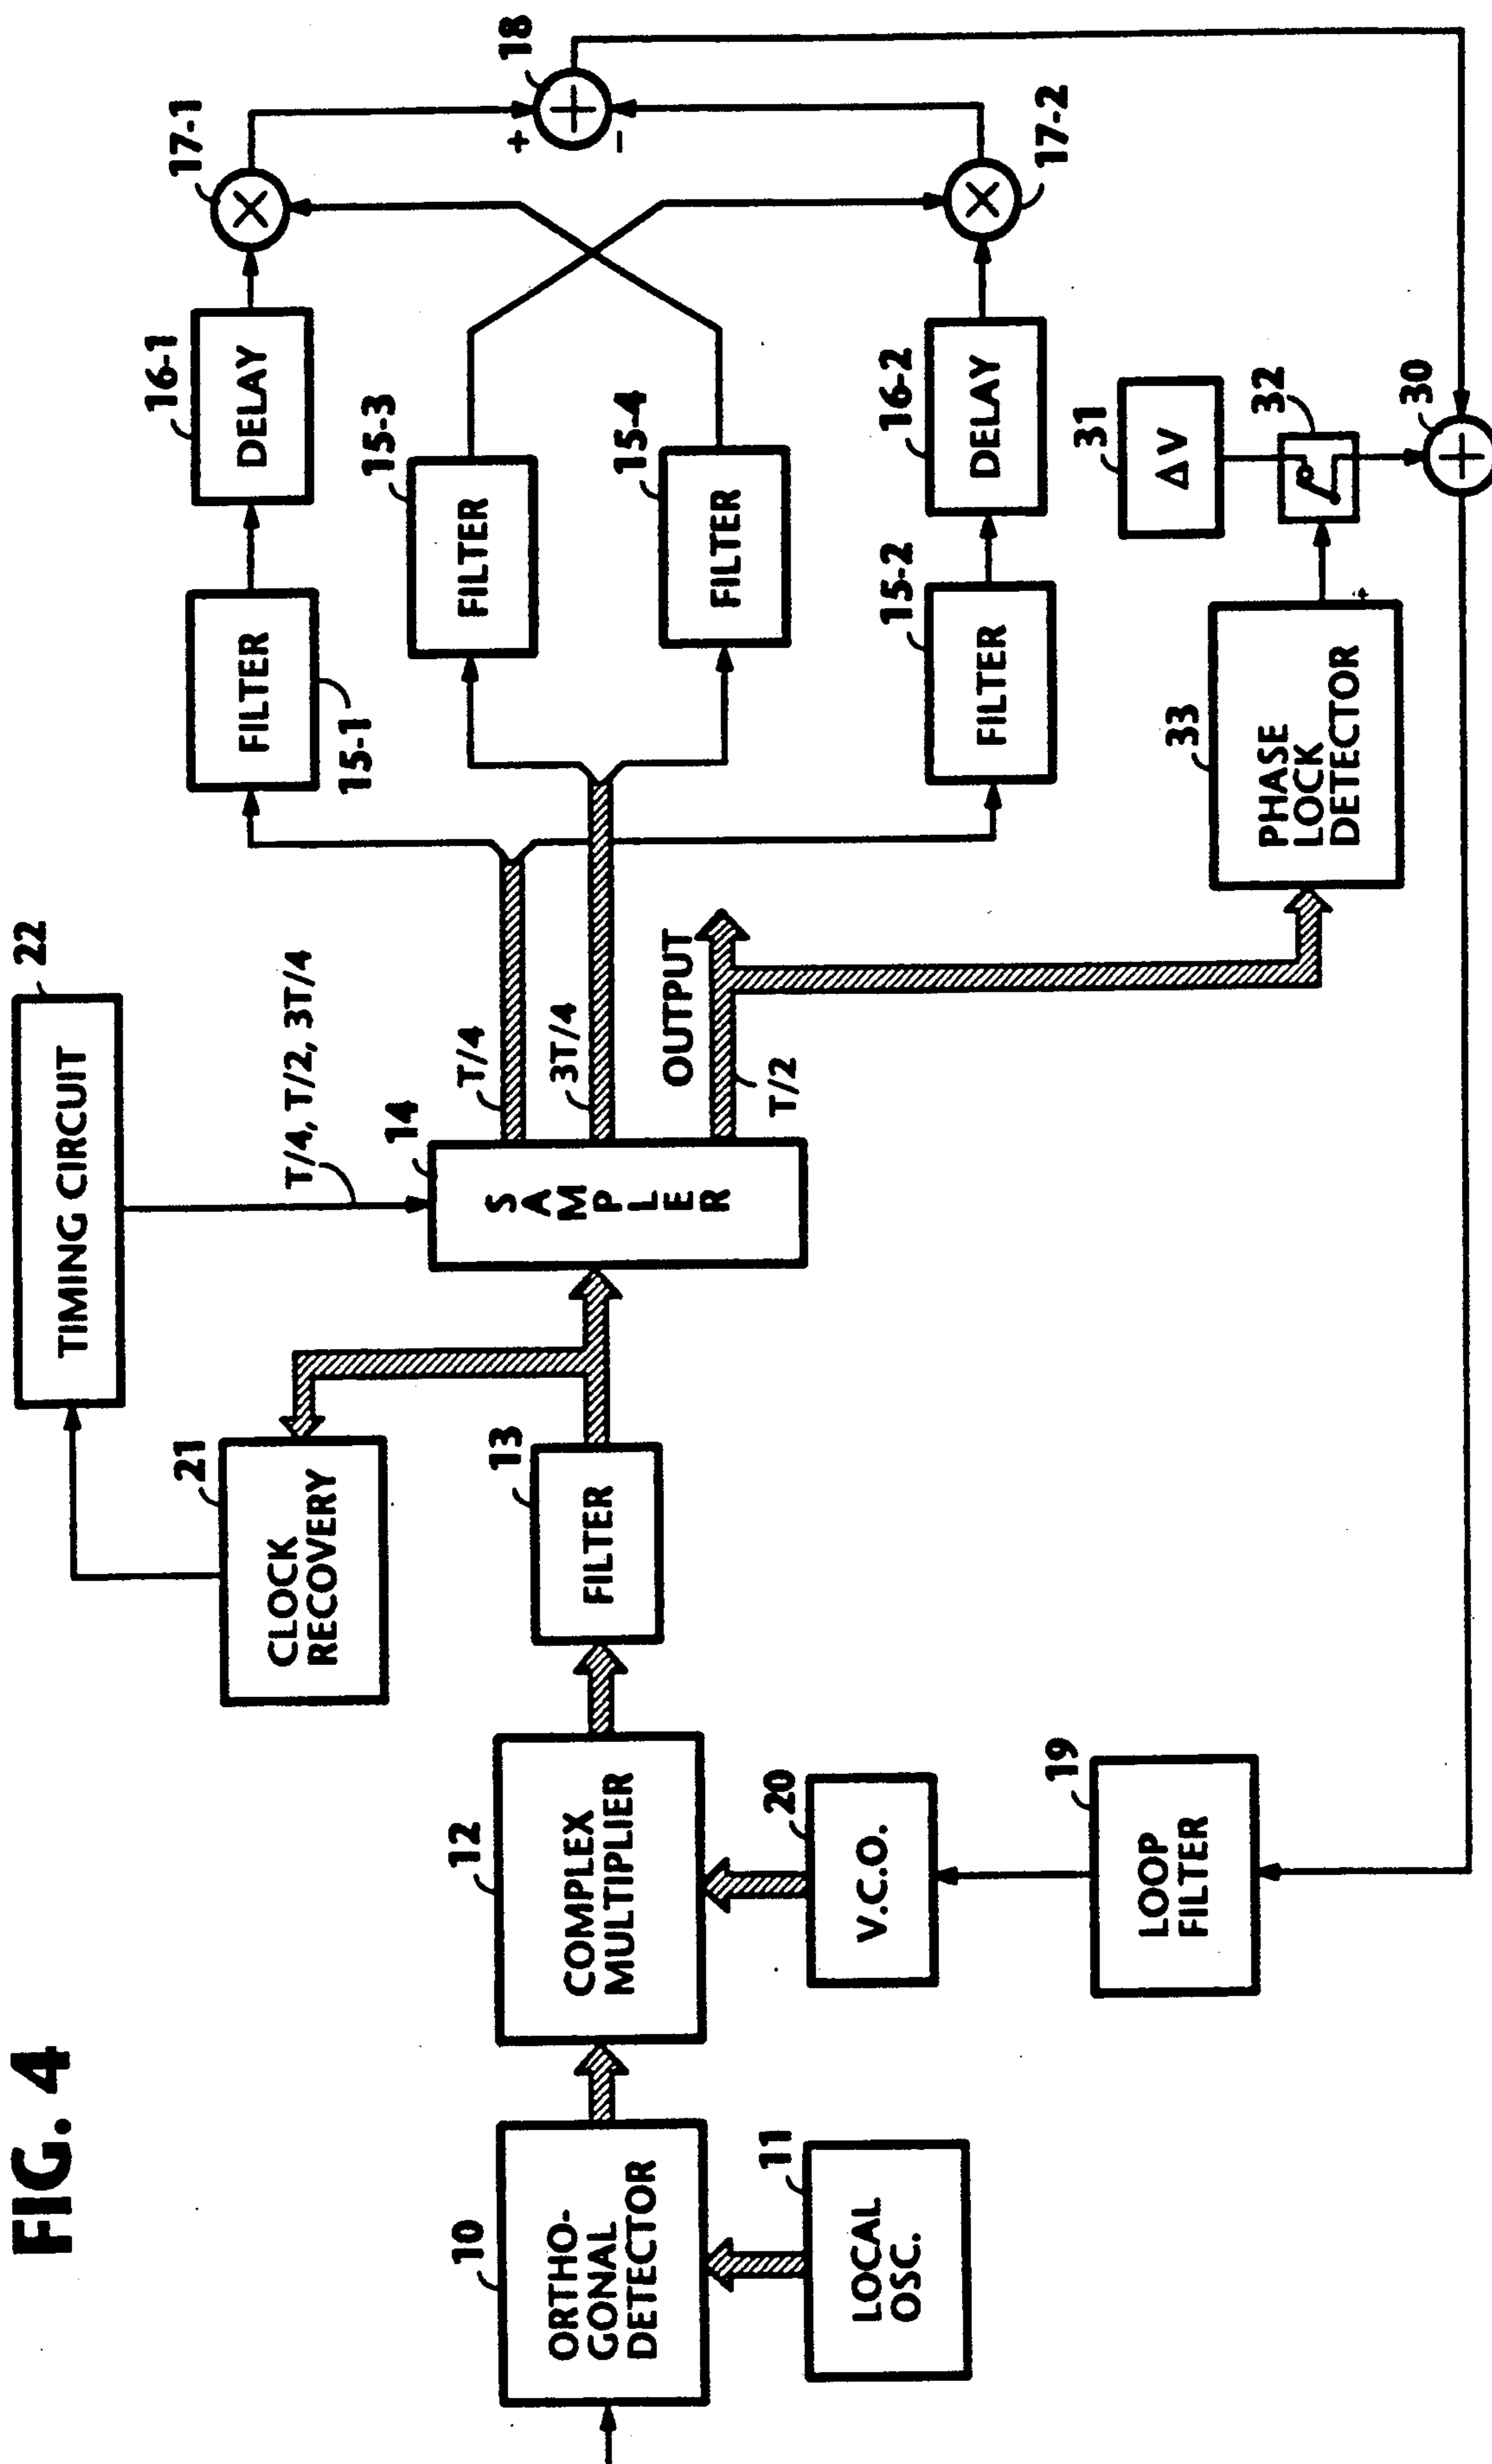 FIG. 4
10
ORTHO-
GONAL
DETECTOR
11
LOCAL
OSC.
12
COMPLEX
MULTIPLIER
20
V.C.O.
19
LOOP
FILTER
21
CLOCK
RECOVERY
13
FILTER
22
TIMING CIRCUIT
T/4, T/2, 3T/4
14
SAMPLER
T/4
3T/4
OUTPUT
T/2
15-1
FILTER
16-1
DELAY
17-1
15-3
FILTER
15-4
FILTER
15-2
FILTER
16-2
DELAY
17-2
18
+
−
33
PHASE
LOCK
DETECTOR
31
ΔV
32
30